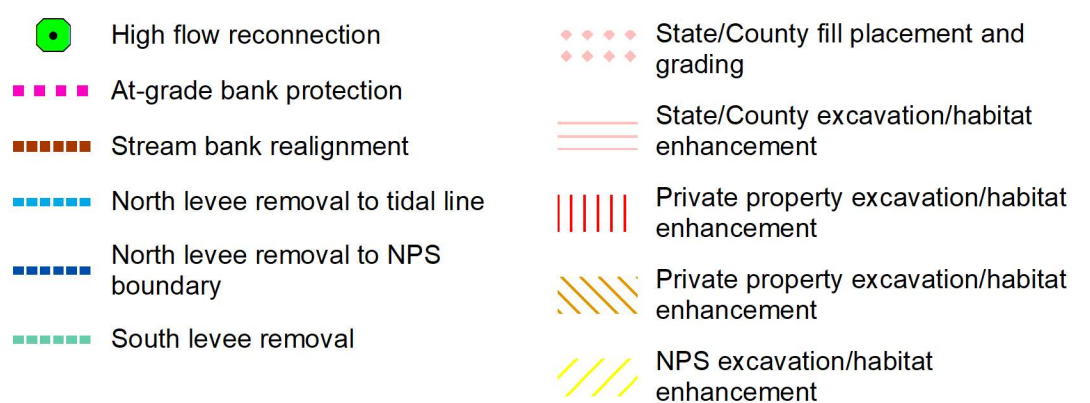 High flow reconnection
At-grade bank protection
Stream bank realignment
North levee removal to tidal line
North levee removal to NPS
boundary
South levee removal
State/County fill placement and
grading
State/County excavation/habitat
enhancement
Private property excavation/habitat
enhancement
Private property excavation/habitat
enhancement
NPS excavation/habitat
enhancement